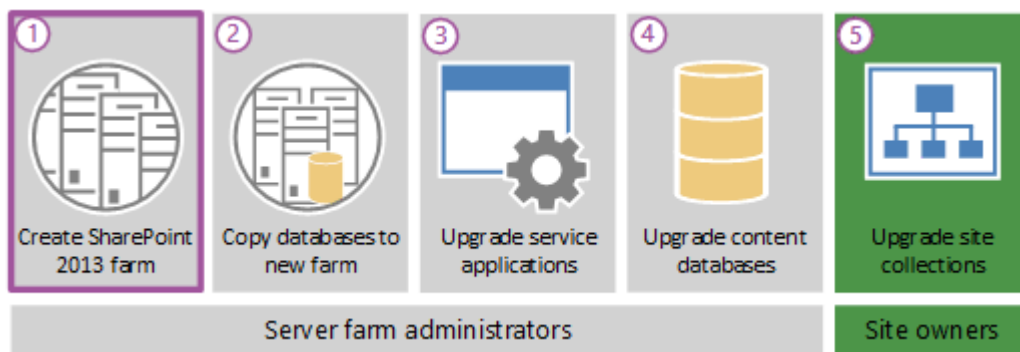 1
2
3
4
5
Create SharePoint
2013 farm
Copy databases to
new farm
Upgrade service
applications
Upgrade content
databases
Upgrade site
collections
Server farm administrators
Site owners